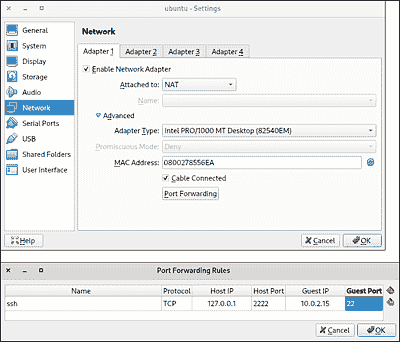 ubuntu - Settings
General
System
Display
Storage
Audio
Network
Serial Ports
USB
Shared Folders
User Interface
Network
Adapter 1 Adapter 2 Adapter 3 Adapter 4
Enable Network Adapter
Attached to: NAT
Name:
Advanced
Adapter Type: Intel PRO/1000 MT Desktop (82540EM)
Promiscuous Mode: Deny
MAC Address: 0800278556EA
Cable Connected
Port Forwarding
Help Cancel OK
Port Forwarding Rules
Name Protocol Host IP Host Port Guest IP Guest Port
ssh TCP 127.0.0.1 2222 10.0.2.15 22
Cancel OK